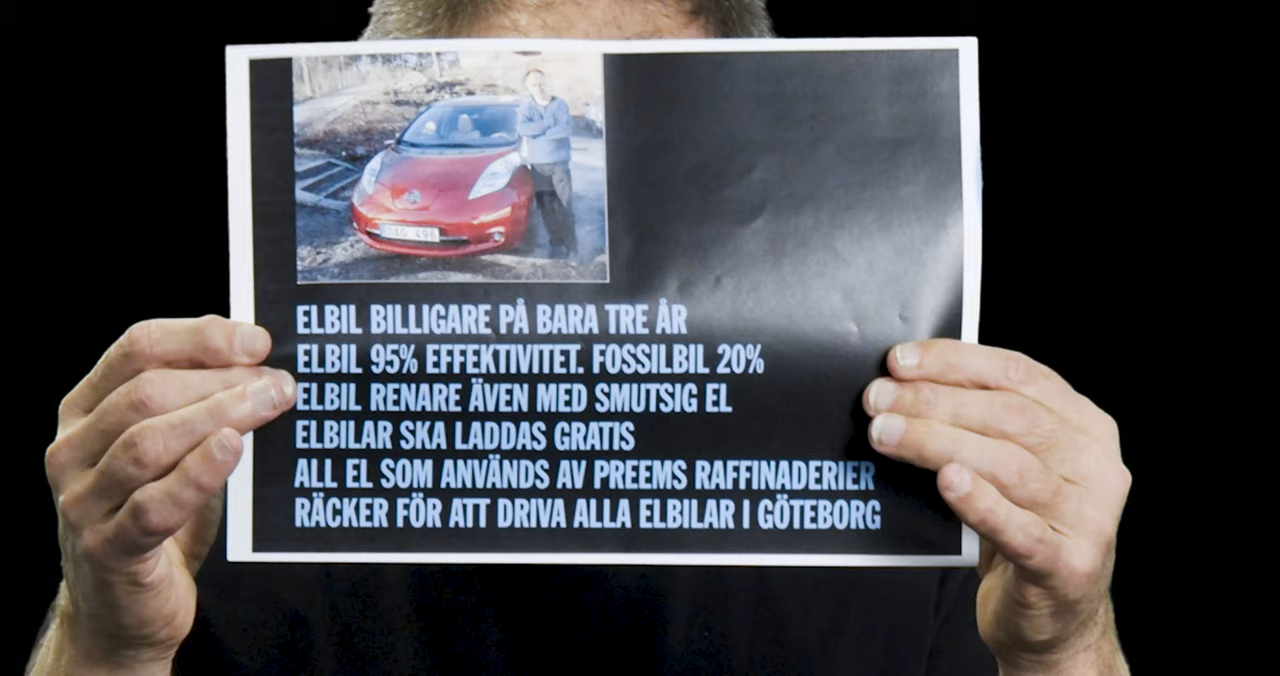 ELBIL BILLIGARE PÅ BARA TRE ÅR
ELBIL 95% EFFEKTIVITET. FOSSILBIL 20%
ELBIL RENARE ÄVEN MED SMUTSIG EL
ELBILAR SKA LADDAS GRATIS
ALL EL SOM ANVÄNDS AV PREEMS RAFFINADERIER
RÄCKER FÖR ATT DRIVA ALLA ELBILAR I GÖTEBORG